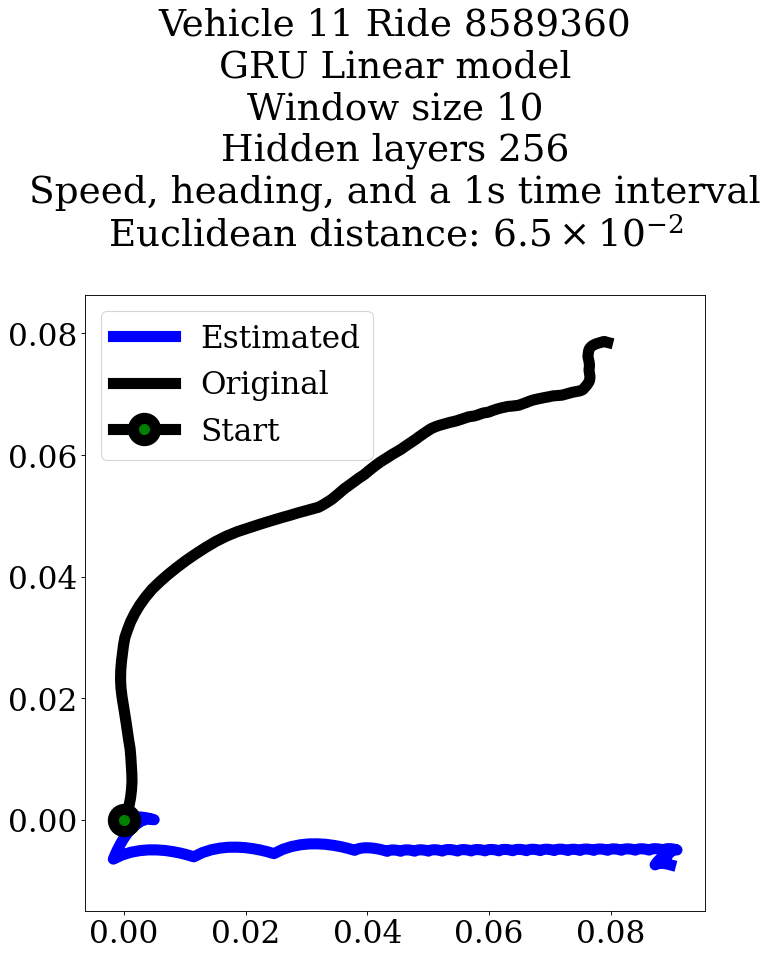 Vehicle 11 Ride 8589360
GRU Linear model
Window size 10
Hidden layers 256
Speed, heading, and a 1s time interval
Euclidean distance: 6.5 × 10⁻²
Estimated
Original
Start
0.08
0.06
0.04
0.02
0.00
0.00 0.02 0.04 0.06 0.08